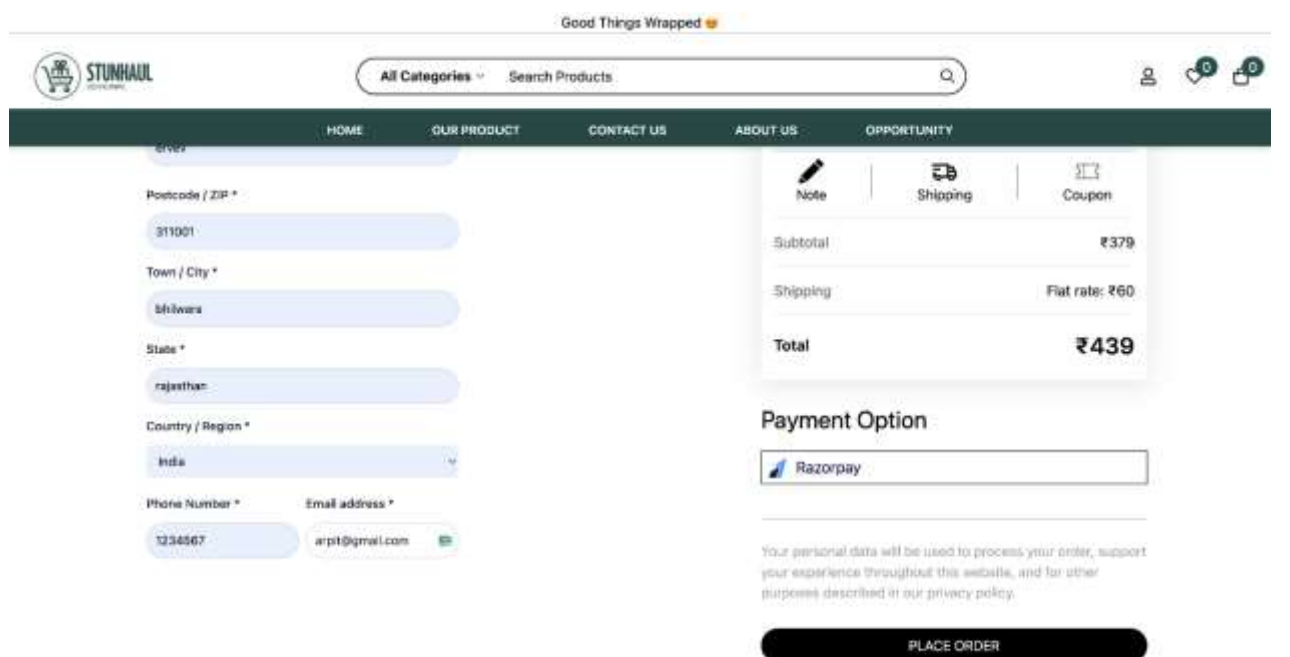 Good Things Wrapped
STUNHAUL
All Categories
Search Products
0
0
HOME
OUR PRODUCT
CONTACT US
ABOUT US
OPPORTUNITY
Postcode / ZIP *
311001
Town / City *
bhilwara
State *
rajasthan
Country / Region *
India
Phone Number *
Email address *
1234567
arpit@gmail.com
Note
Shipping
Coupon
Subtotal
₹379
Shipping
Flat rate: ₹60
Total
₹439
Payment Option
Razorpay
Your personal data will be used to process your order, support
your experience throughout this website, and for other
purposes described in our privacy policy.
PLACE ORDER